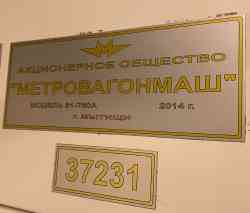 АКЦИОНЕРНОЕ ОБЩЕСТВО
"МЕТРОВАГОНМАШ"
МОДЕЛЬ 81-760А 2014 г.
г. МЫТИЩИ
37231